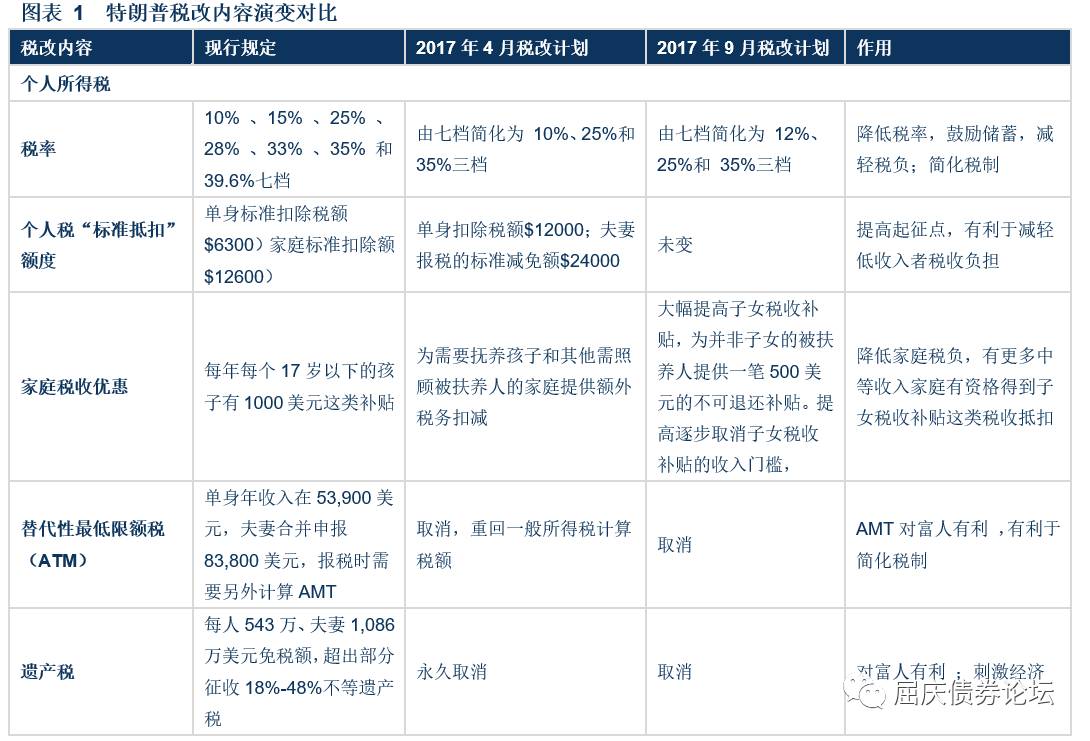 图表 1 特朗普税改内容演变对比
税改内容
现行规定
2017 年 4 月税改计划
2017 年 9 月税改计划
作用
个人所得税
税率
10% 、15% 、25% 、
28% 、33% 、35% 和
39.6%七档
由七档简化为 10%、25%和
35%三档
由七档简化为 12%、
25%和 35%三档
降低税率，鼓励储蓄，减
轻税负；简化税制
个人税“标准抵扣”
额度
单身标准扣除税额
$6300）家庭标准扣除额
$12600）
单身扣除税额$12000；夫妻
报税的标准减免额$24000
未变
提高起征点，有利于减轻
低收入者税收负担
家庭税收优惠
每年每个 17 岁以下的孩
子有 1000 美元这类补贴
为需要抚养孩子和其他需照
顾被扶养人的家庭提供额外
税务扣减
大幅提高子女税收补
贴，为并非子女的被扶
养人提供一笔 500 美
元的不可退还补贴。提
高逐步取消子女税收
补贴的收入门槛，
降低家庭税负，有更多中
等收入家庭有资格得到子
女税收补贴这类税收抵扣
替代性最低限额税
（ATM）
单身年收入在 53,900 美
元，夫妻合并申报
83,800 美元，报税时需
要另外计算 AMT
取消，重回一般所得税计算
税额
取消
AMT 对富人有利 ，有利于
简化税制
遗产税
每人 543 万、夫妻 1,086
万美元免税额，超出部分
征收 18%-48%不等遗产
税
永久取消
取消
对富人有利 ；刺激经济
屈庆债券论坛